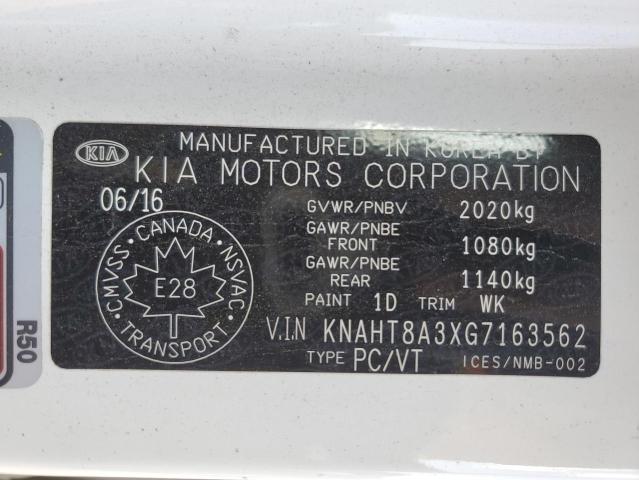 KIA
MANUFACTURED IN KOREA BY
KIA MOTORS CORPORATION
06/16
GVWR/PNBV 2020kg
GAWR/PNBE FRONT 1080kg
GAWR/PNBE REAR 1140kg
PAINT 1D TRIM WK
CMVSS · CANADA · NSVAC · TRANSPORT ·
E28
V.IN KNAHT8A3XG7163562
TYPE PC/VT ICES/NMB-002
R50